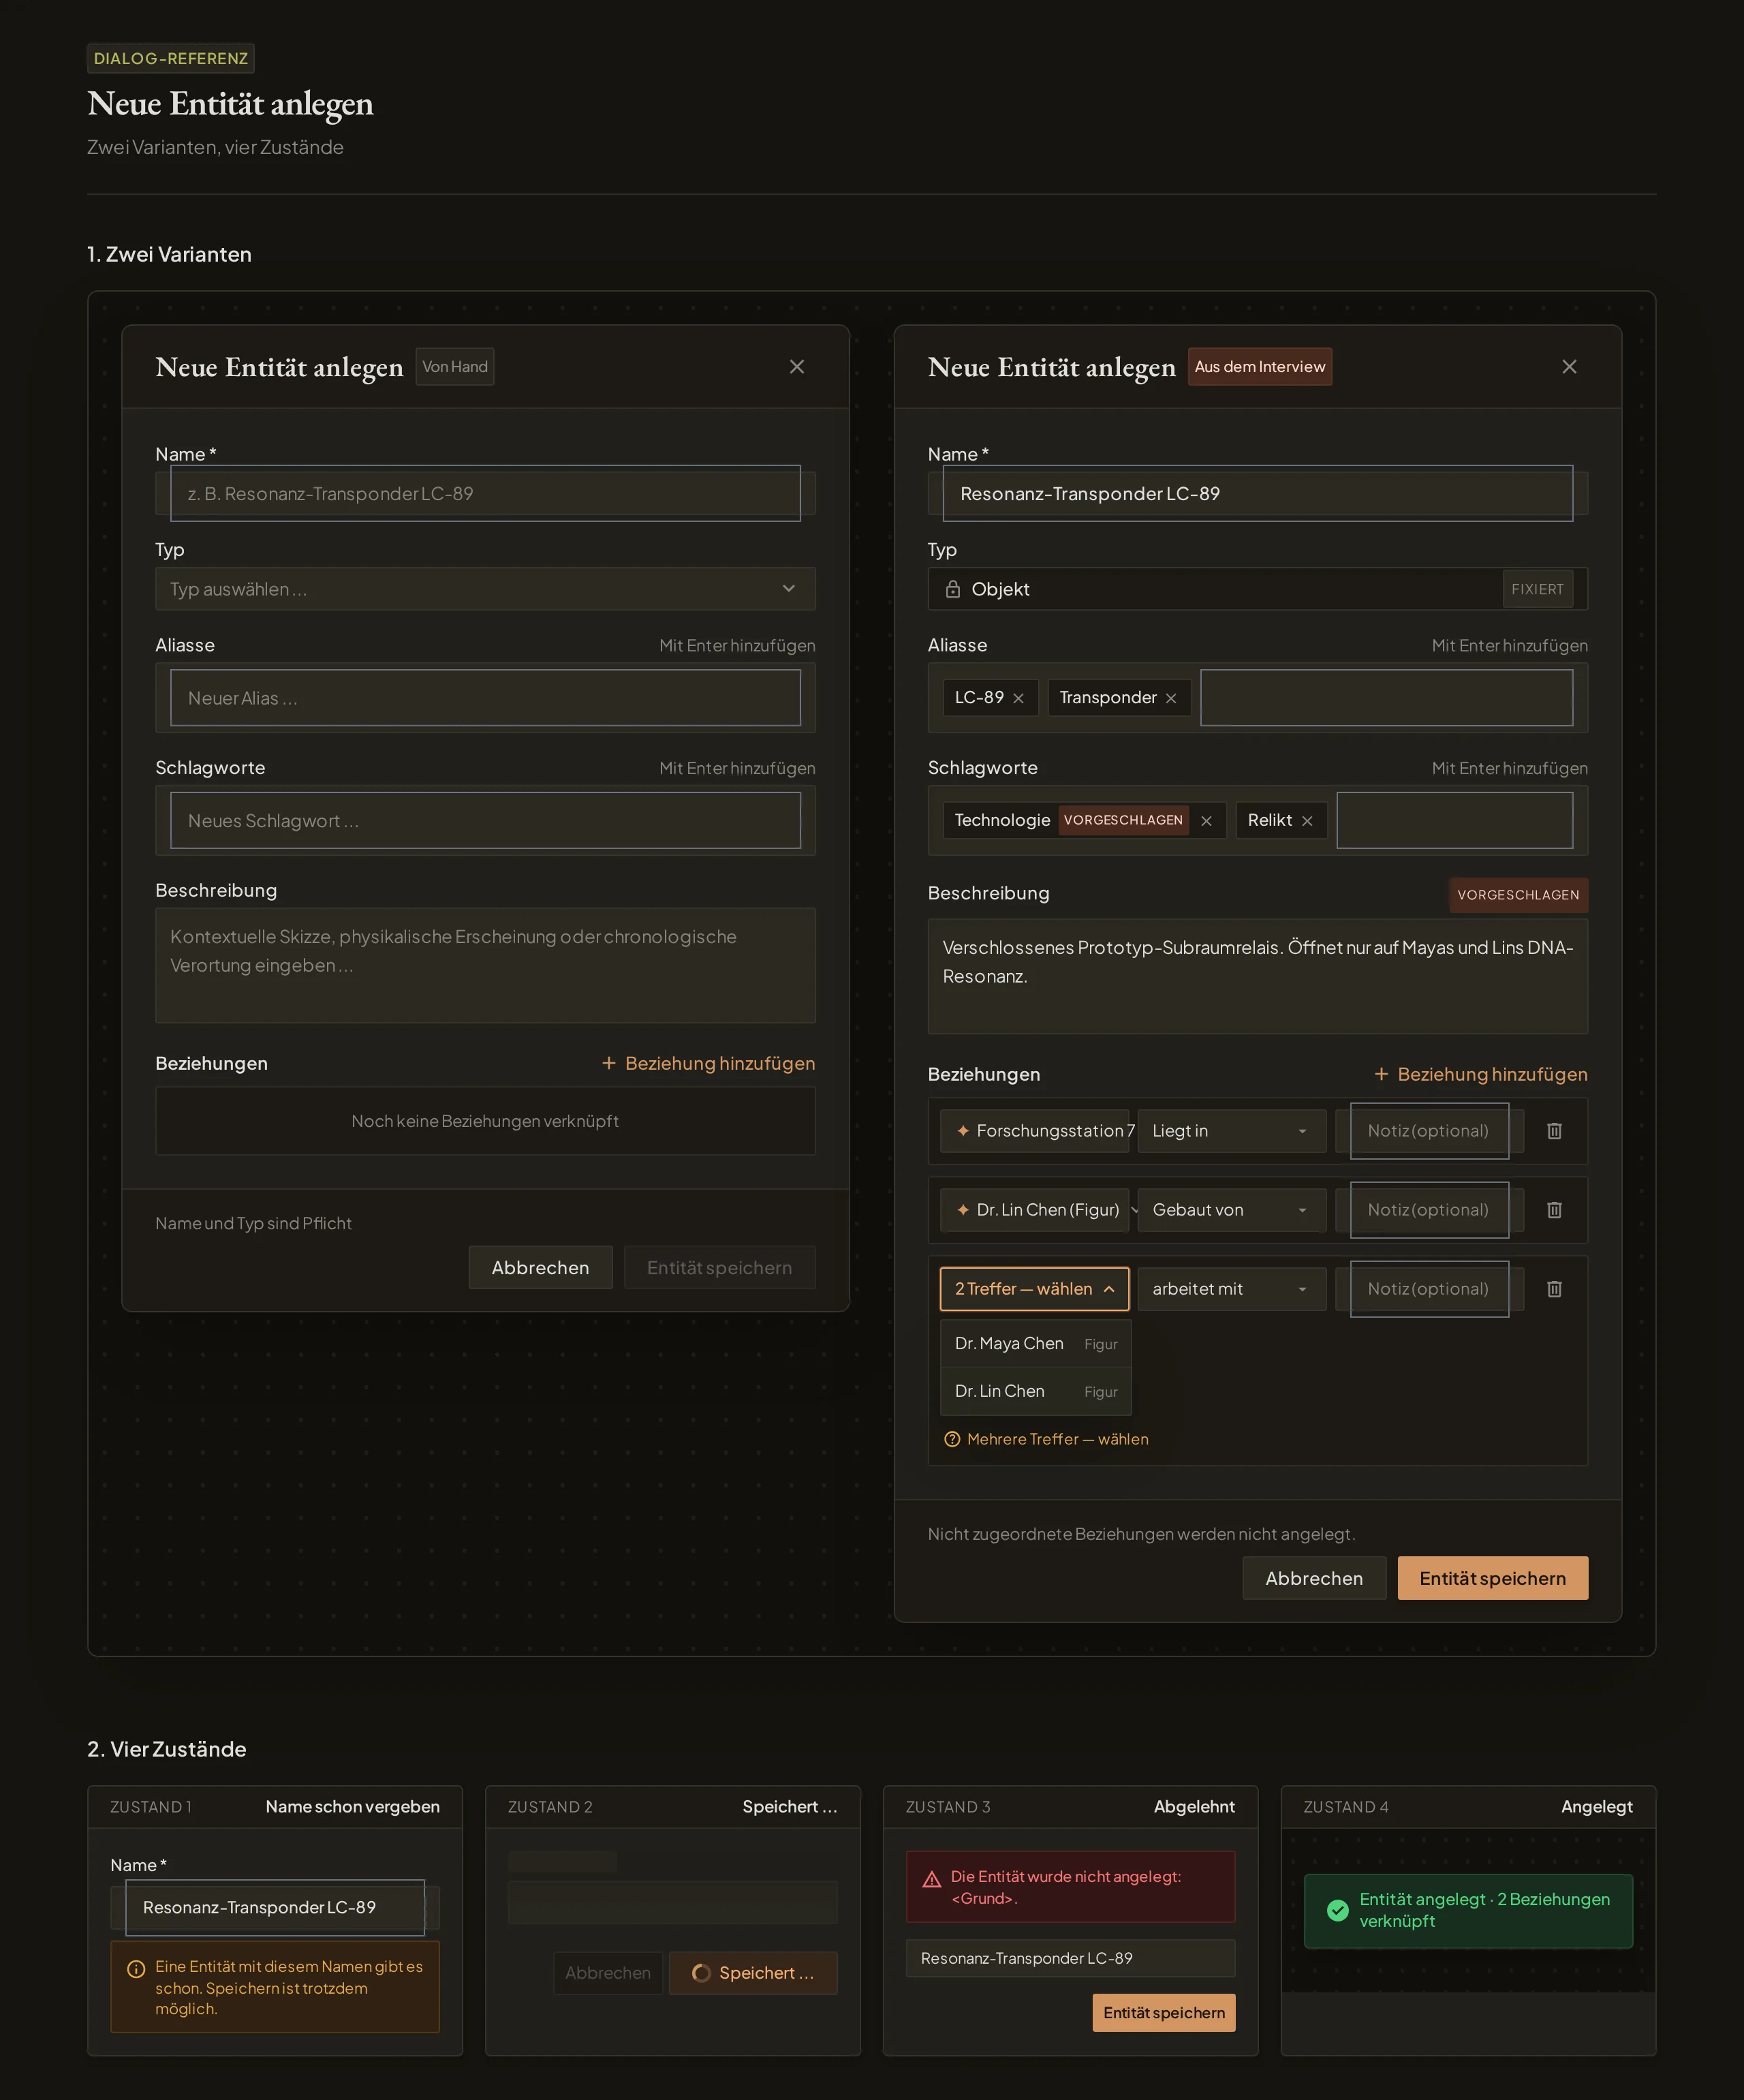 DIALOG-REFERENZ
Neue Entität anlegen
Zwei Varianten, vier Zustände
1. Zwei Varianten
Neue Entität anlegen Von Hand
Name *
z. B. Resonanz-Transponder LC-89
Typ
Typ auswählen ...
Aliasse Mit Enter hinzufügen
Neuer Alias ...
Schlagworte Mit Enter hinzufügen
Neues Schlagwort ...
Beschreibung
Kontextuelle Skizze, physikalische Erscheinung oder chronologische
Verortung eingeben ...
Beziehungen + Beziehung hinzufügen
Noch keine Beziehungen verknüpft
Name und Typ sind Pflicht
Abbrechen Entität speichern
Neue Entität anlegen Aus dem Interview
Name *
Resonanz-Transponder LC-89
Typ
Objekt FIXIERT
Aliasse Mit Enter hinzufügen
LC-89 Transponder
Schlagworte Mit Enter hinzufügen
Technologie VORGESCHLAGEN Relikt
Beschreibung VORGESCHLAGEN
Verschlossenes Prototyp-Subraumrelais. Öffnet nur auf Mayas und Lins DNA-
Resonanz.
Beziehungen + Beziehung hinzufügen
Forschungsstation 7 Liegt in Notiz (optional)
Dr. Lin Chen (Figur) Gebaut von Notiz (optional)
2 Treffer — wählen arbeitet mit Notiz (optional)
Dr. Maya Chen Figur
Dr. Lin Chen Figur
Mehrere Treffer — wählen
Nicht zugeordnete Beziehungen werden nicht angelegt.
Abbrechen Entität speichern
2. Vier Zustände
ZUSTAND 1 Name schon vergeben
Name *
Resonanz-Transponder LC-89
Eine Entität mit diesem Namen gibt es
schon. Speichern ist trotzdem
möglich.
ZUSTAND 2 Speichert ...
Abbrechen Speichert ...
ZUSTAND 3 Abgelehnt
Die Entität wurde nicht angelegt:
<Grund>.
Resonanz-Transponder LC-89
Entität speichern
ZUSTAND 4 Angelegt
Entität angelegt · 2 Beziehungen
verknüpft